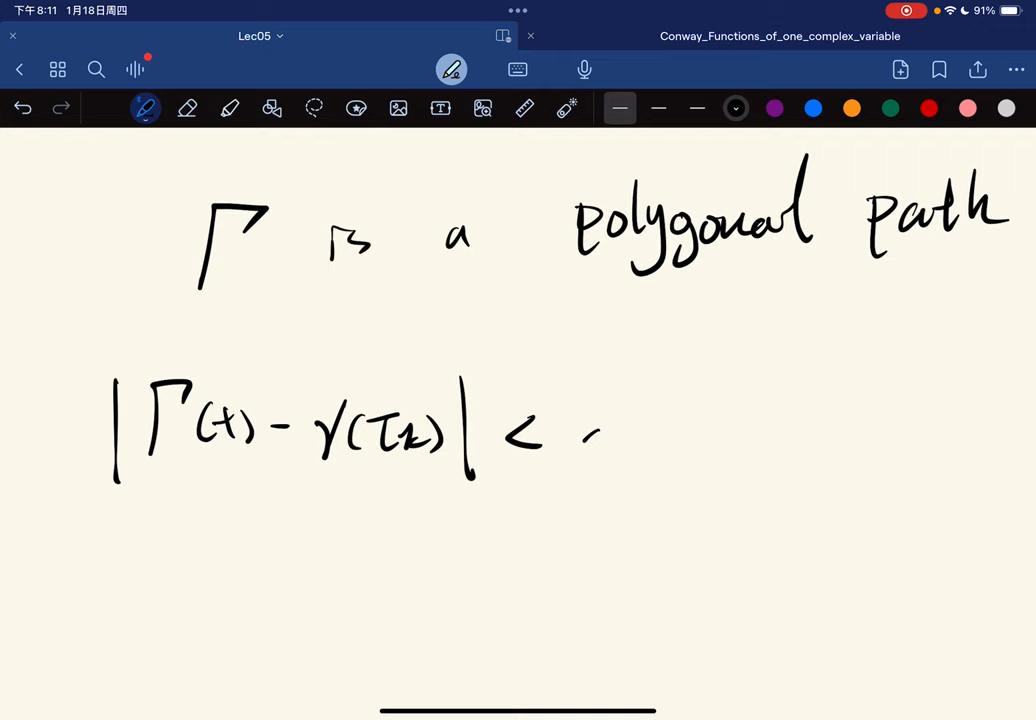 下午8:11 1月18日周四
91%
Lec05
Conway_Functions_of_one_complex_variable
Γ is a polygonal path
|Γ(t) - γ(τk)| <